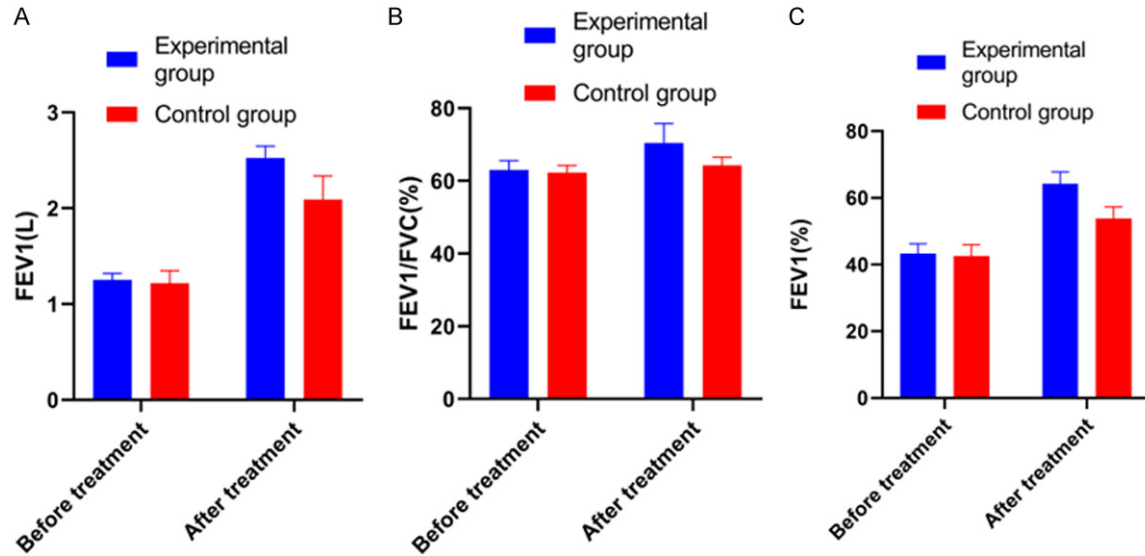 A
Experimental
group
Control group
FEV1(L)
3
2
1
0
Before treatment
After treatment
B
Experimental
group
Control group
FEV1/FVC(%)
80
60
40
20
0
Before treatment
After treatment
C
Experimental
group
Control group
FEV1(%)
80
60
40
20
0
Before treatment
After treatment